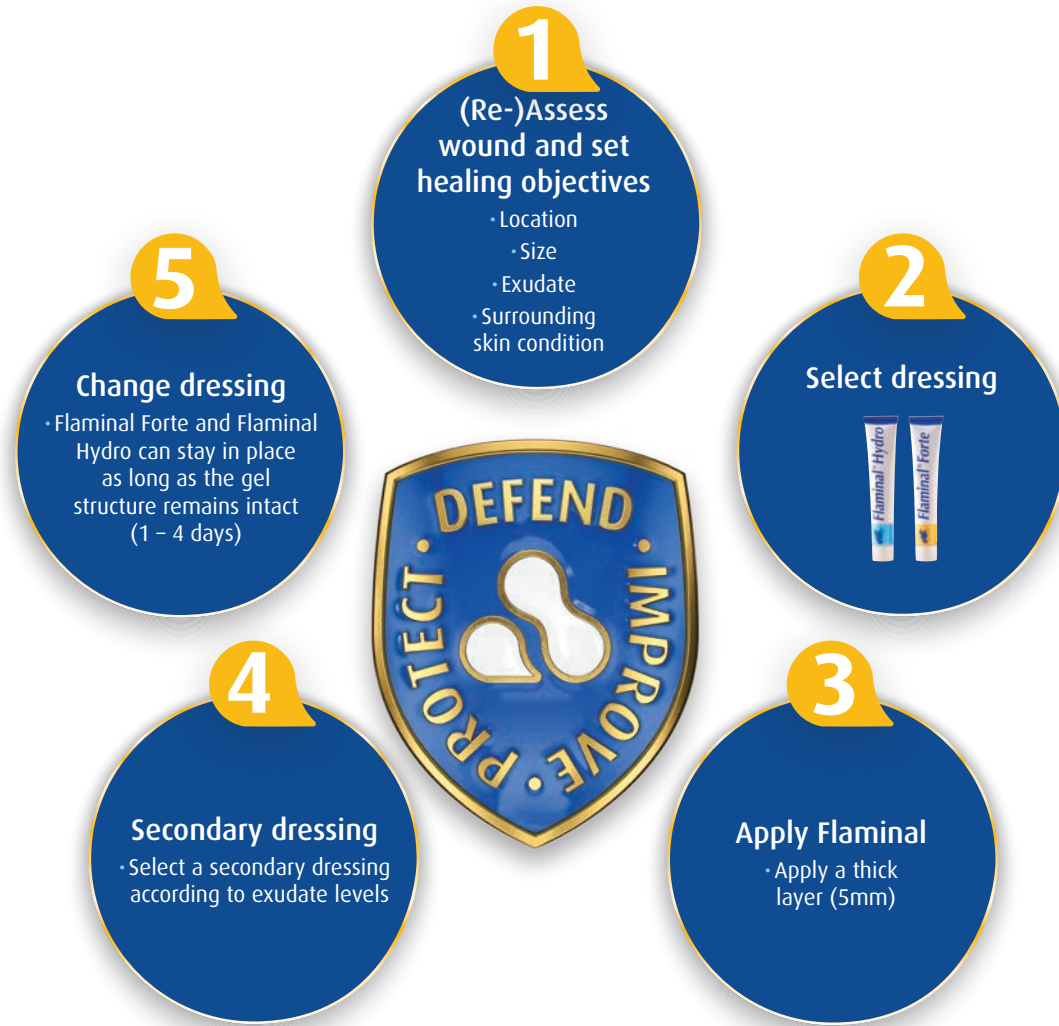 1
(Re-)Assess
wound and set
healing objectives
· Location
· Size
· Exudate
· Surrounding
skin condition
2
Select dressing
Flaminal® Hydro
Flaminal® Forte
3
Apply Flaminal
· Apply a thick
layer (5mm)
4
Secondary dressing
· Select a secondary dressing
according to exudate levels
5
Change dressing
· Flaminal Forte and Flaminal
Hydro can stay in place
as long as the gel
structure remains intact
(1 – 4 days)
PROTECT · DEFEND · IMPROVE ·